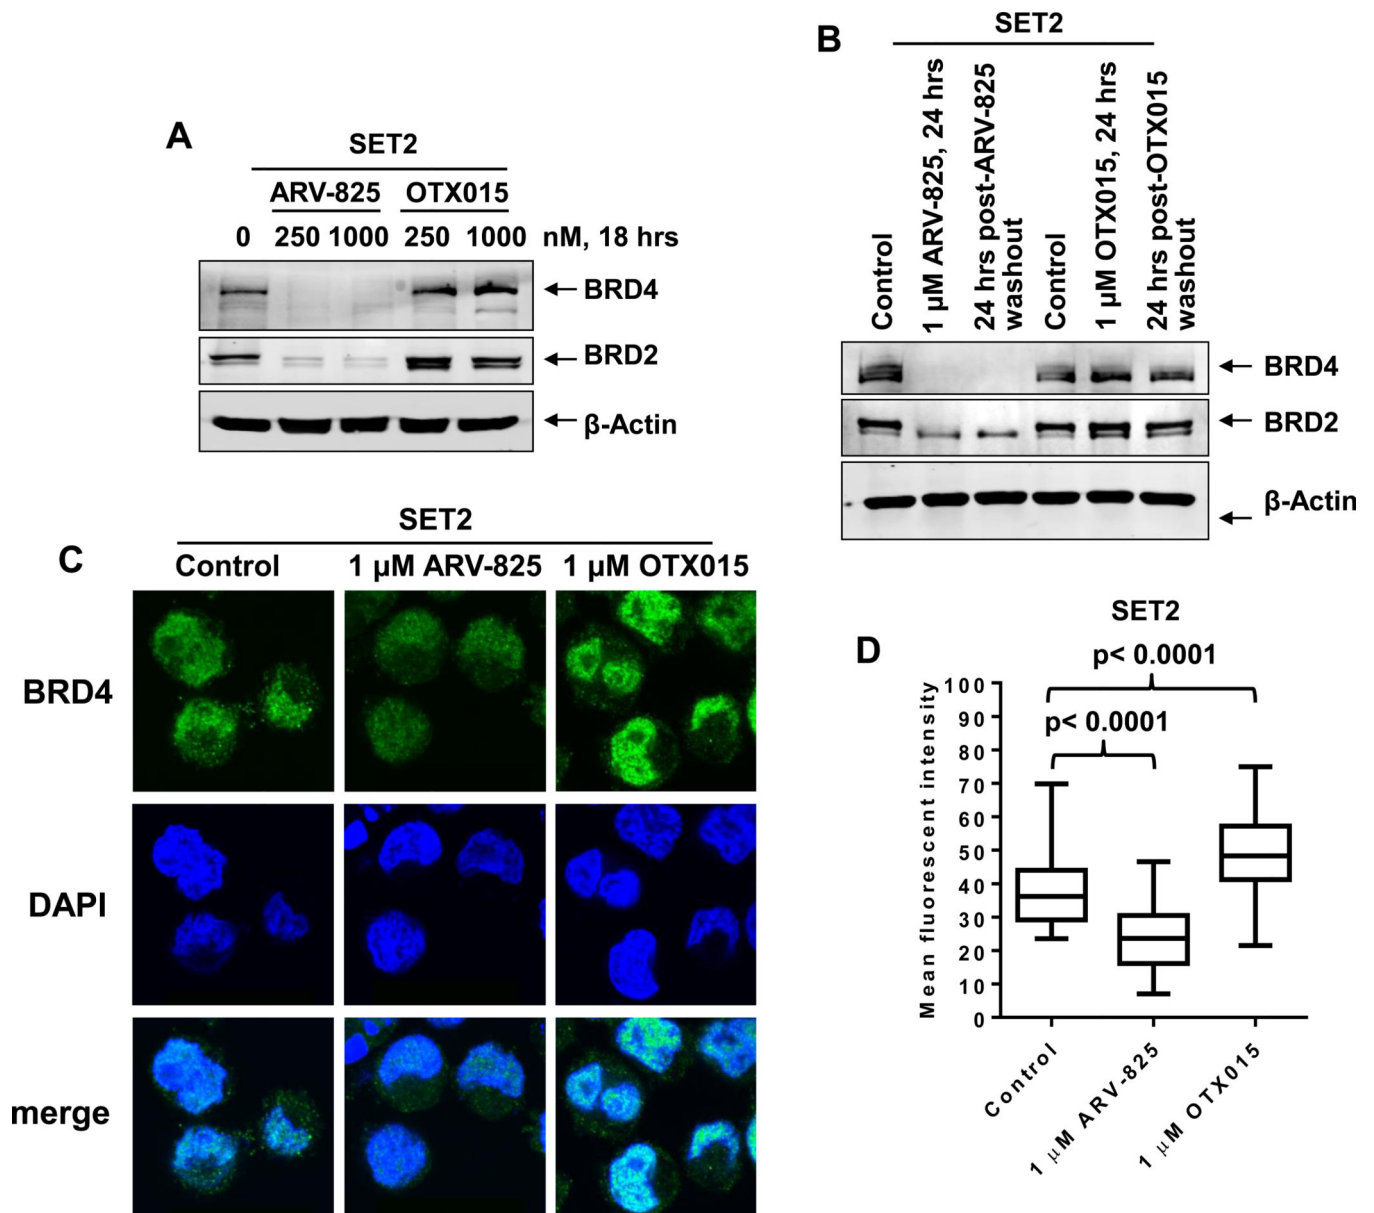 A
SET2
ARV-825 OTX015
0 250 1000 250 1000 nM, 18 hrs
BRD4
BRD2
β-Actin
B
SET2
Control
1 µM ARV-825, 24 hrs
24 hrs post-ARV-825
washout
Control
1 µM OTX015, 24 hrs
24 hrs post-OTX015
washout
BRD4
BRD2
β-Actin
C
SET2
Control 1 µM ARV-825 1 µM OTX015
BRD4
DAPI
merge
D
SET2
p< 0.0001
p< 0.0001
Mean fluorescent intensity
100
90
80
70
60
50
40
30
20
10
0
Control
1 µM ARV-825
1 µM OTX015